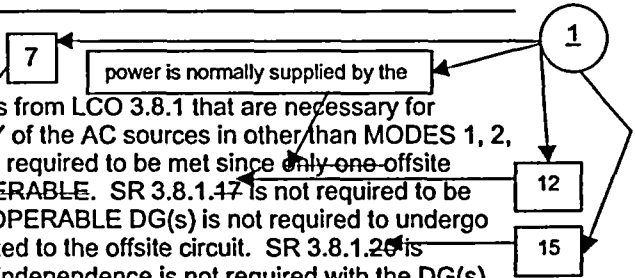 1
7
power is normally supplied by the
s from LCO 3.8.1 that are necessary for
Y of the AC sources in other than MODES 1, 2,
required to be met since only one offsite
ERABLE. SR 3.8.1.17 is not required to be
12
OPERABLE DG(s) is not required to undergo
ted to the offsite circuit. SR 3.8.1.20 is
15
independence is not required with the DG(s)